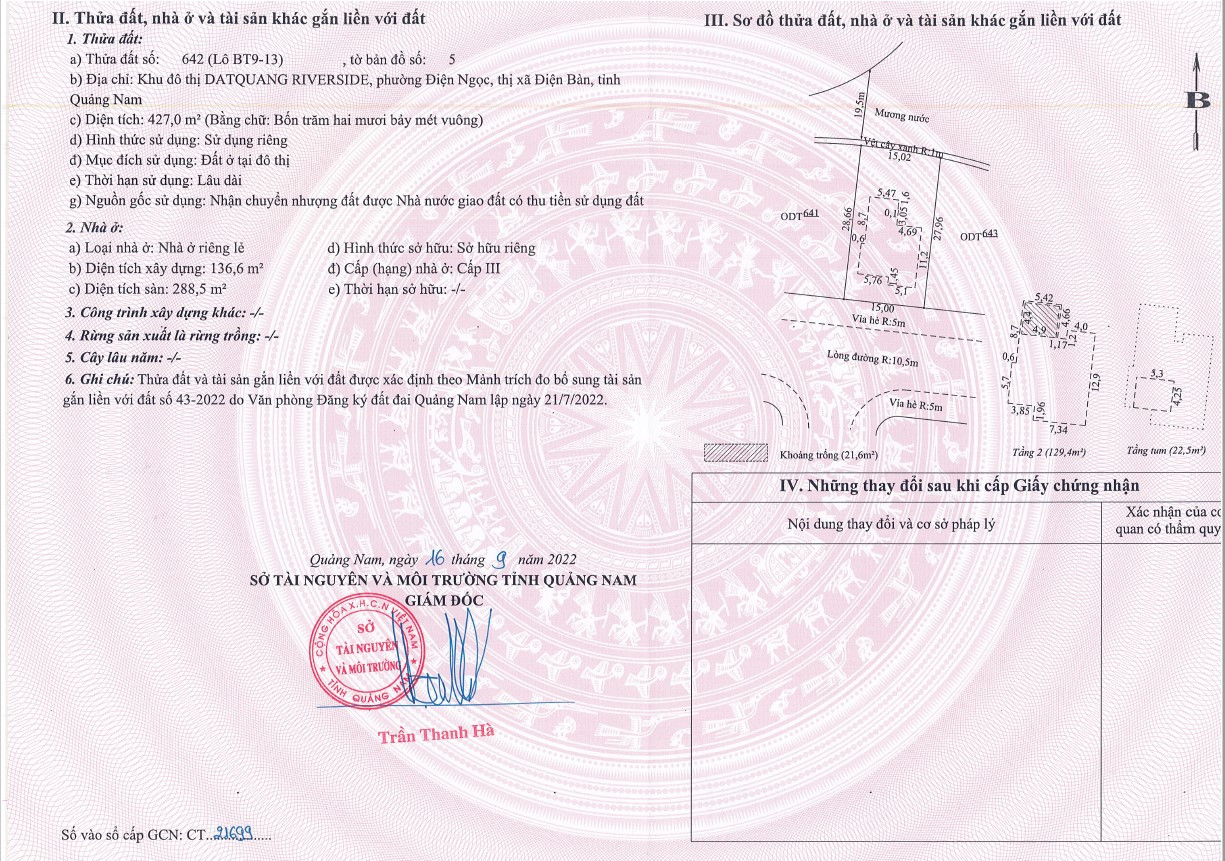 II. Thửa đất, nhà ở và tài sản khác gắn liền với đất
1. Thửa đất:
a) Thửa đất số: 642 (Lô BT9-13) , tờ bản đồ số: 5
b) Địa chỉ: Khu đô thị DATQUANG RIVERSIDE, phường Điện Ngọc, thị xã Điện Bàn, tỉnh
Quảng Nam
c) Diện tích: 427,0 m² (Bằng chữ: Bốn trăm hai mươi bảy mét vuông)
d) Hình thức sử dụng: Sử dụng riêng
đ) Mục đích sử dụng: Đất ở tại đô thị
e) Thời hạn sử dụng: Lâu dài
g) Nguồn gốc sử dụng: Nhận chuyển nhượng đất được Nhà nước giao đất có thu tiền sử dụng đất
2. Nhà ở:
a) Loại nhà ở: Nhà ở riêng lẻ
d) Hình thức sở hữu: Sở hữu riêng
b) Diện tích xây dựng: 136,6 m²
đ) Cấp (hạng) nhà ở: Cấp III
c) Diện tích sàn: 288,5 m²
e) Thời hạn sở hữu: -/-
3. Công trình xây dựng khác: -/-
4. Rừng sản xuất là rừng trồng: -/-
5. Cây lâu năm: -/-
6. Ghi chú: Thửa đất và tài sản gắn liền với đất được xác định theo Mảnh trích đo bổ sung tài sản
gắn liền với đất số 43-2022 do Văn phòng Đăng ký đất đai Quảng Nam lập ngày 21/7/2022.
Quảng Nam, ngày 16 tháng 9 năm 2022
SỞ TÀI NGUYÊN VÀ MÔI TRƯỜNG TỈNH QUẢNG NAM
GIÁM ĐỐC
CỘNG HÒA X.H.C.N VIỆT NAM
SỞ
TÀI NGUYÊN
VÀ MÔI TRƯỜNG
TỈNH QUẢNG NAM
Trần Thanh Hà
Số vào sổ cấp GCN: CT..21699.....
III. Sơ đồ thửa đất, nhà ở và tài sản khác gắn liền với đất
B
19,5m
Mương nước
Vệt cây xanh R:1m
15,02
5,47
1,6
0,1
3,05
4,69
8,7
28,66
0,6
27,96
11,2
ODT 641
ODT 643
5,76
1,45
5,1
15,00
Vỉa hè R:5m
Lòng đường R:10,5m
Vỉa hè R:5m
5,42
4,4
4,66
4,9
4,0
8,7
1,17
1,2
0,6
5,7
12,9
3,85
1,96
7,34
5,3
4,25
Khoảng trống (21,6m²)
Tầng 2 (129,4m²)
Tầng tum (22,5m²)
IV. Những thay đổi sau khi cấp Giấy chứng nhận
Nội dung thay đổi và cơ sở pháp lý
Xác nhận của cơ
quan có thẩm quy